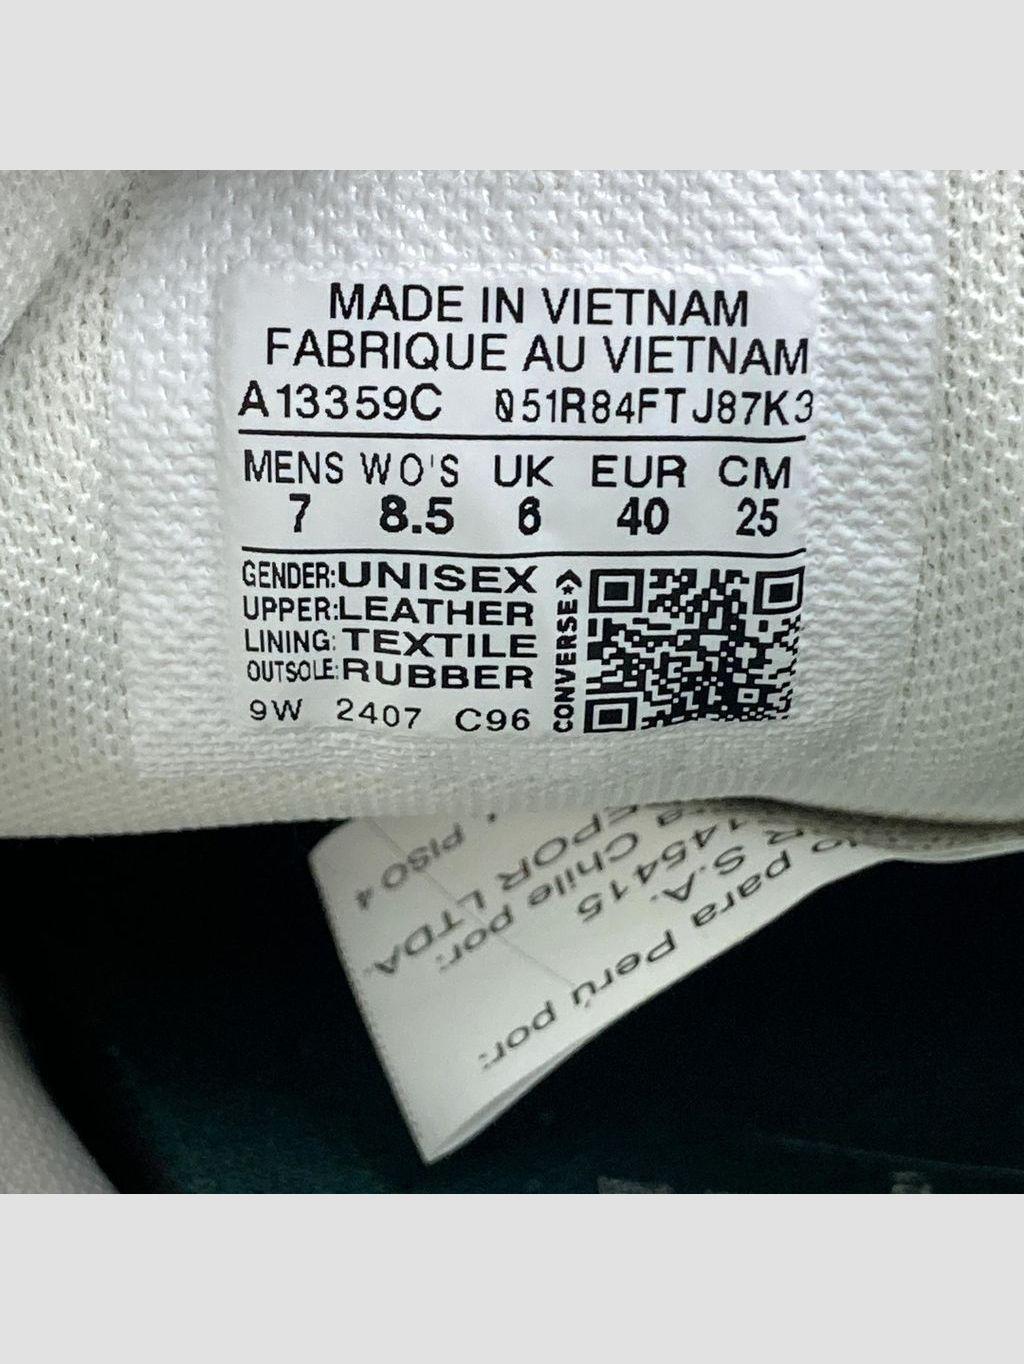 MADE IN VIETNAM
FABRIQUE AU VIETNAM
A13359C 051R84FTJ87K3
MENS WO'S UK EUR CM
7 8.5 6 40 25
GENDER:UNISEX
UPPER:LEATHER
LINING:TEXTILE
OUTSOLE:RUBBER
9W 2407 C96
CONVERSE
para Perú por:
S.A.
145415
Chile por:
LTDA.
PISO 4